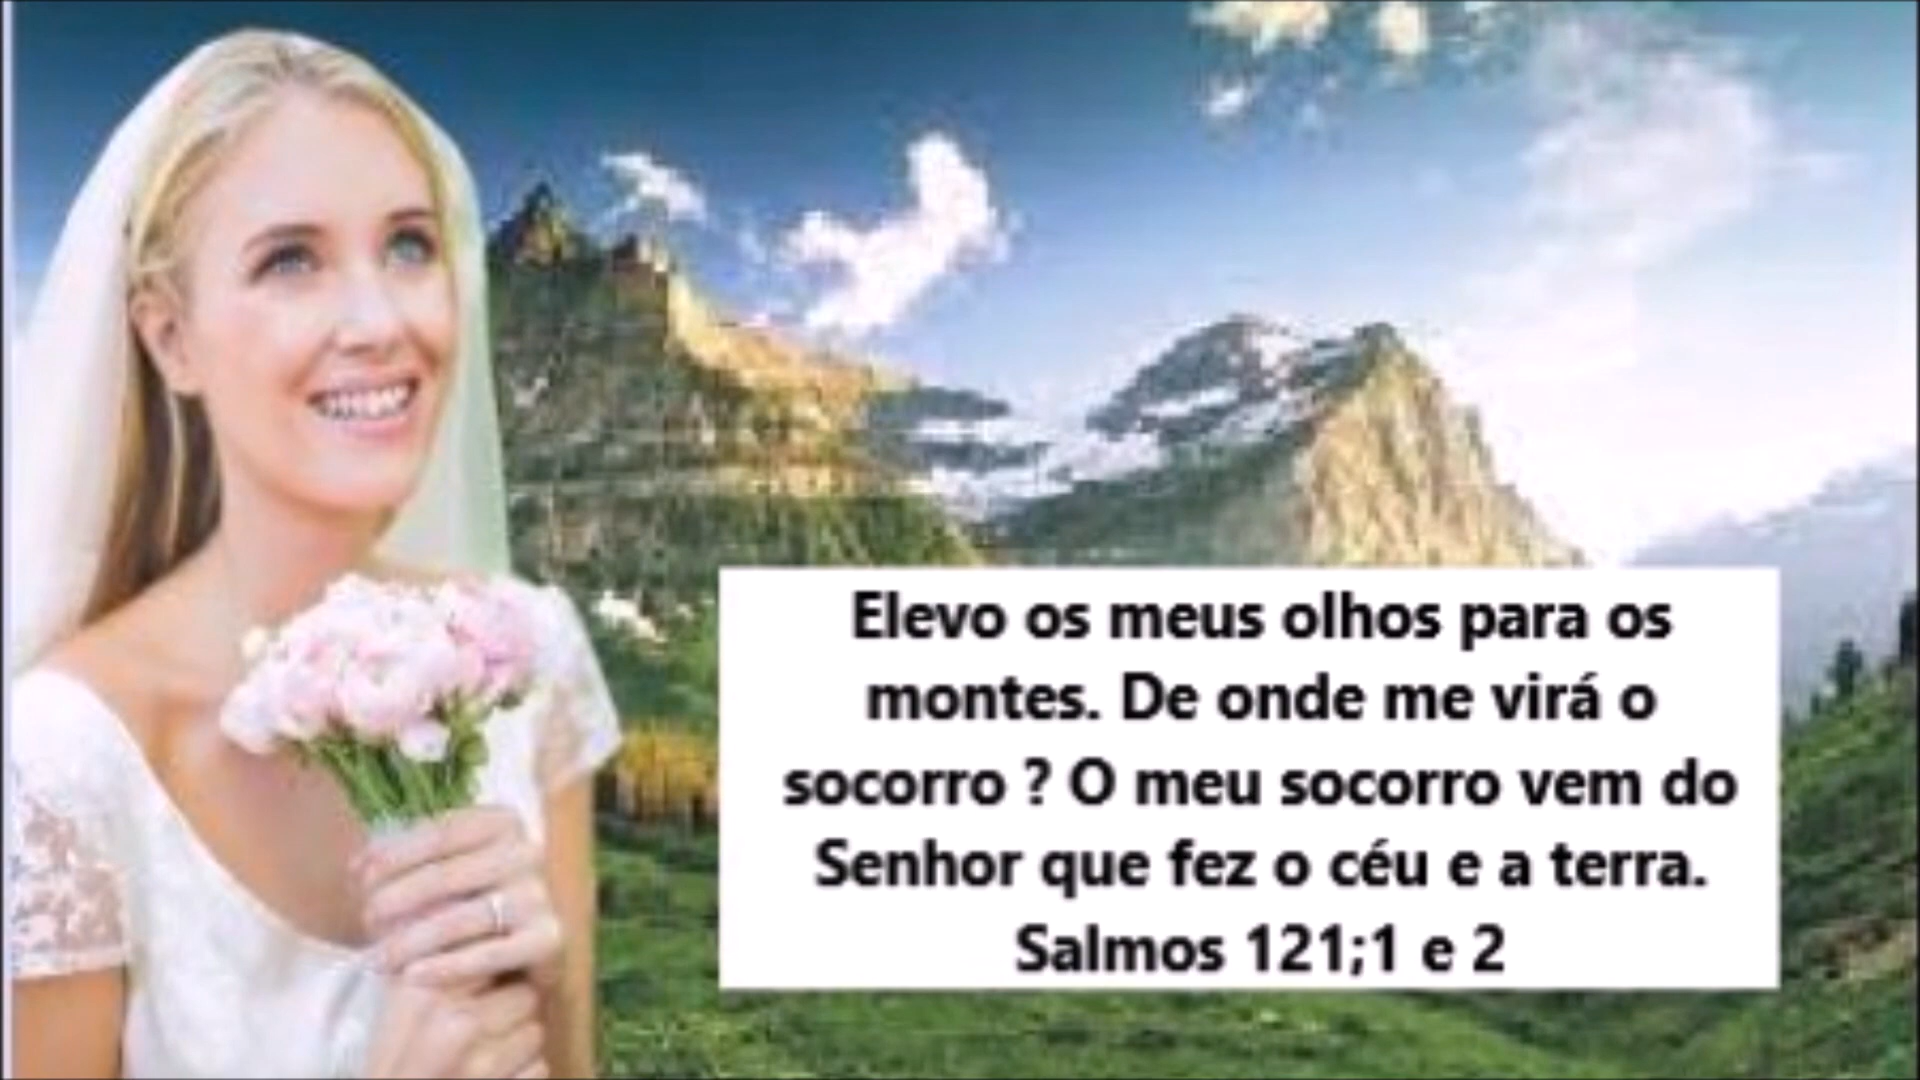 Elevo os meus olhos para os
montes. De onde me virá o
socorro ? O meu socorro vem do
Senhor que fez o céu e a terra.
Salmos 121;1 e 2